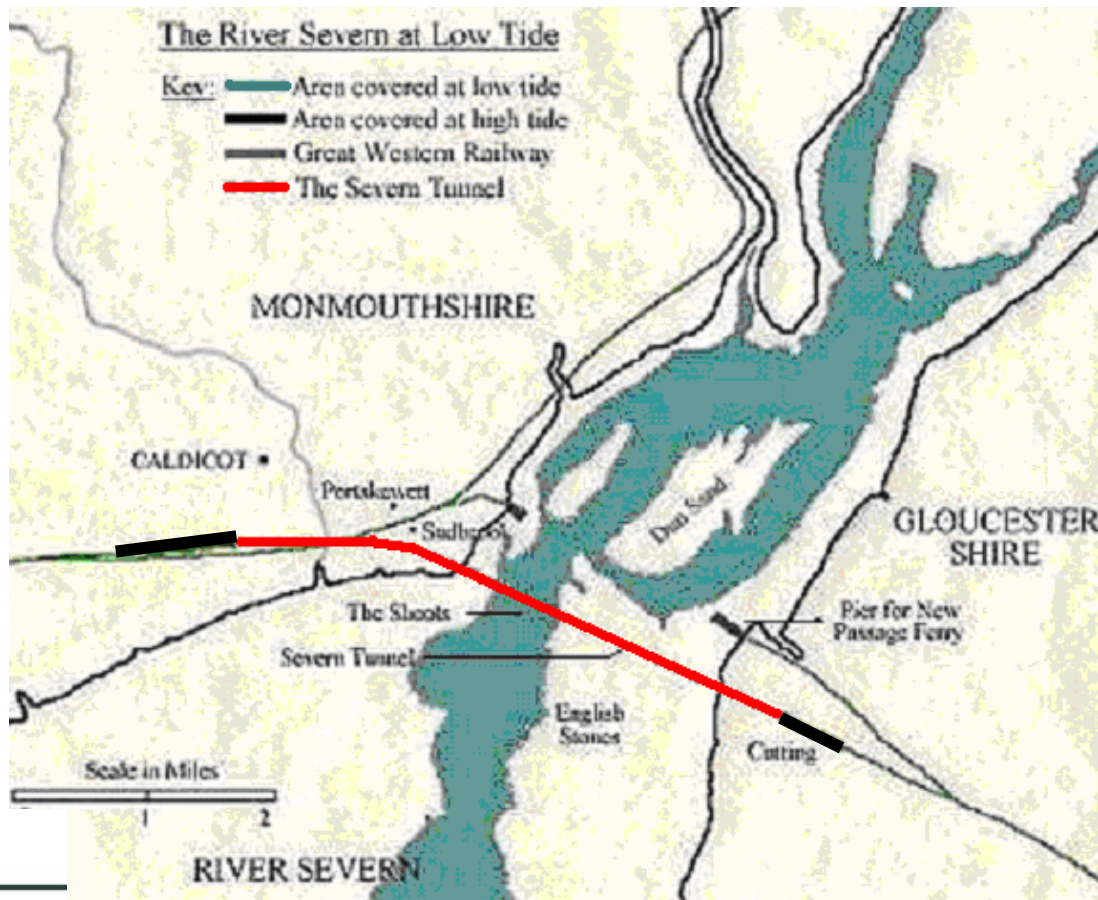 The River Severn at Low Tide
Key:
Area covered at low tide
Area covered at high tide
Great Western Railway
The Severn Tunnel
MONMOUTHSHIRE
CALDICOT
Portskewett
Sudbrook
Dun Sand
GLOUCESTER
SHIRE
The Shoots
Pier for New
Passage Ferry
Severn Tunnel
English
Stones
Cutting
Scale in Miles
1 2
RIVER SEVERN